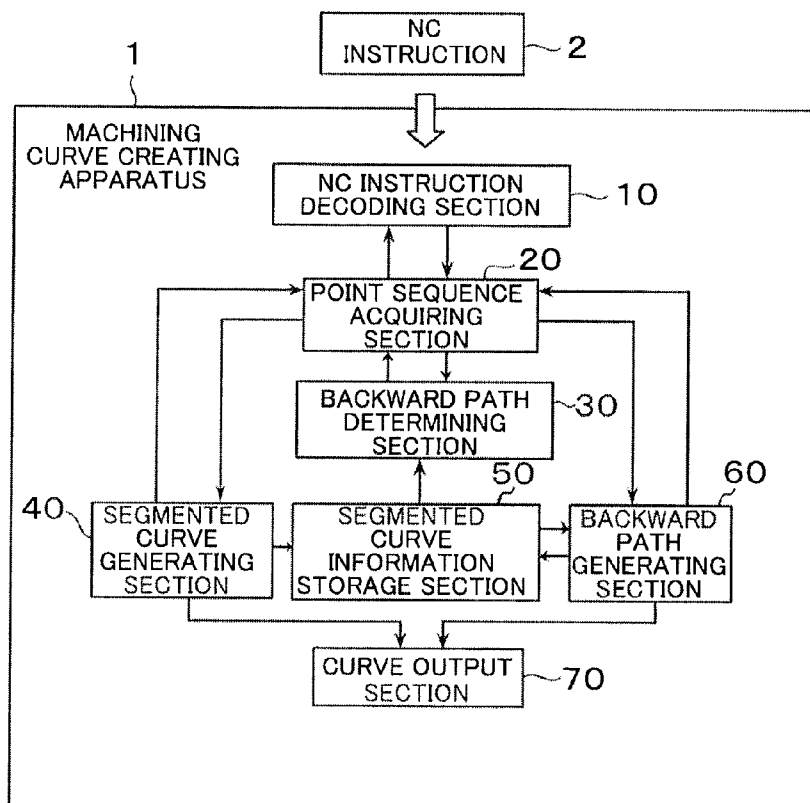 NC
INSTRUCTION
2
1
MACHINING
CURVE CREATING
APPARATUS
NC INSTRUCTION
DECODING SECTION
10
20
POINT SEQUENCE
ACQUIRING
SECTION
BACKWARD PATH
DETERMINING
SECTION
30
40
SEGMENTED
CURVE
GENERATING
SECTION
50
SEGMENTED
CURVE
INFORMATION
STORAGE SECTION
60
BACKWARD
PATH
GENERATING
SECTION
CURVE OUTPUT
SECTION
70